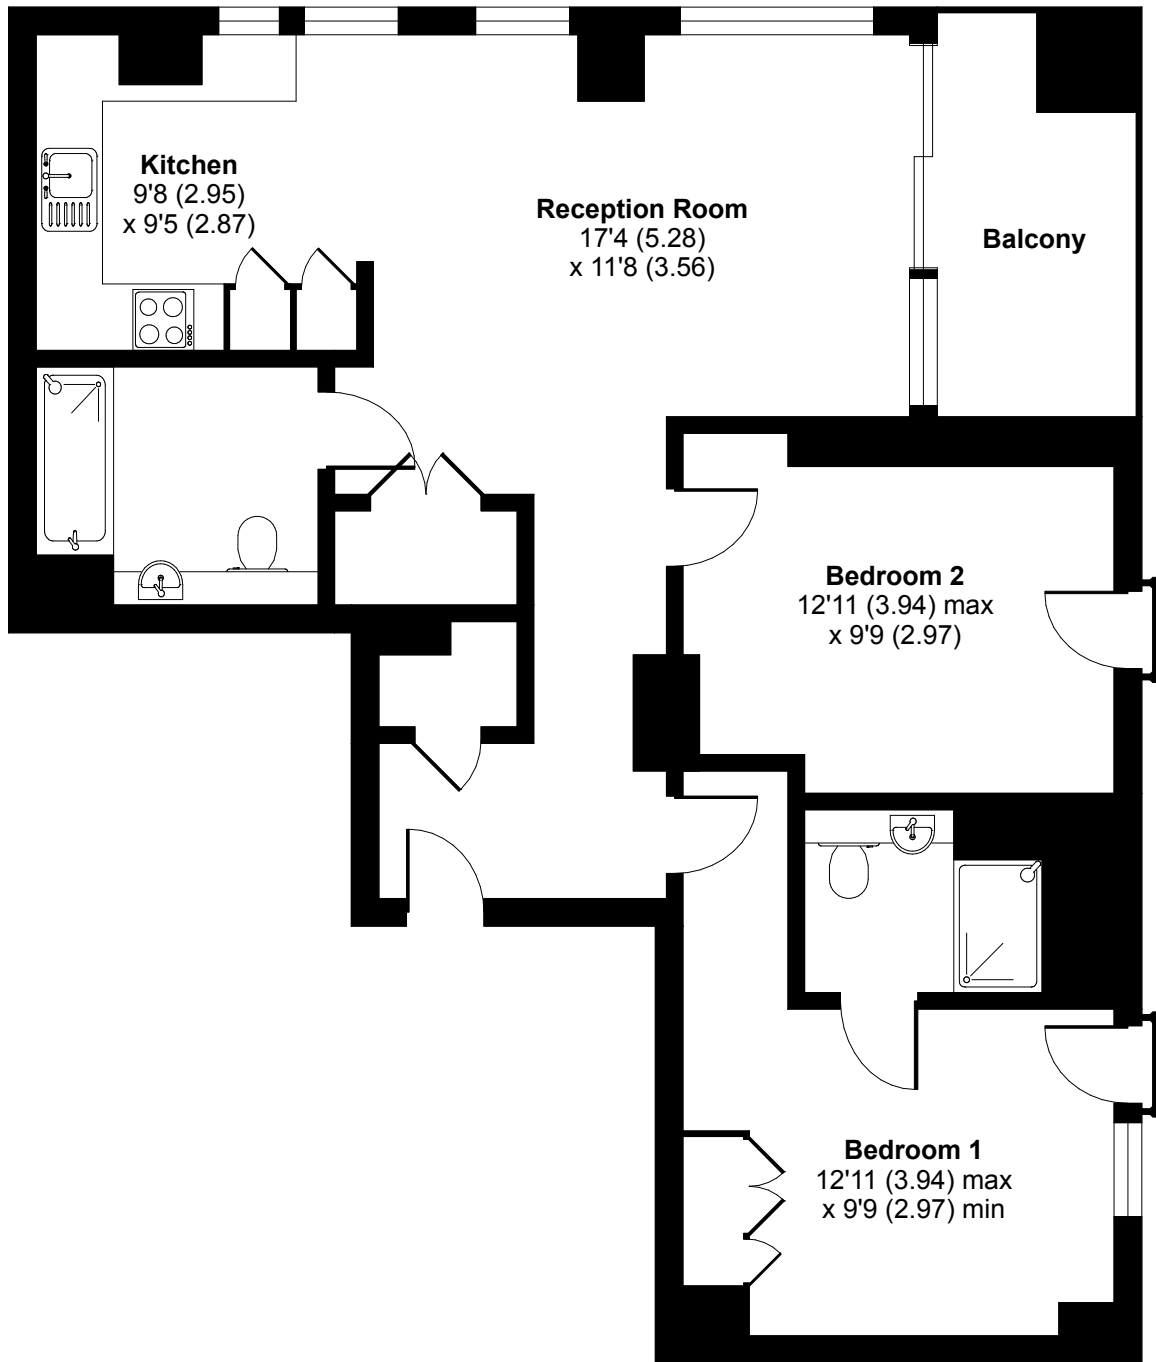 Kitchen
9'8 (2.95)
x 9'5 (2.87)
Reception Room
17'4 (5.28)
x 11'8 (3.56)
Balcony
Bedroom 2
12'11 (3.94) max
x 9'9 (2.97)
Bedroom 1
12'11 (3.94) max
x 9'9 (2.97) min